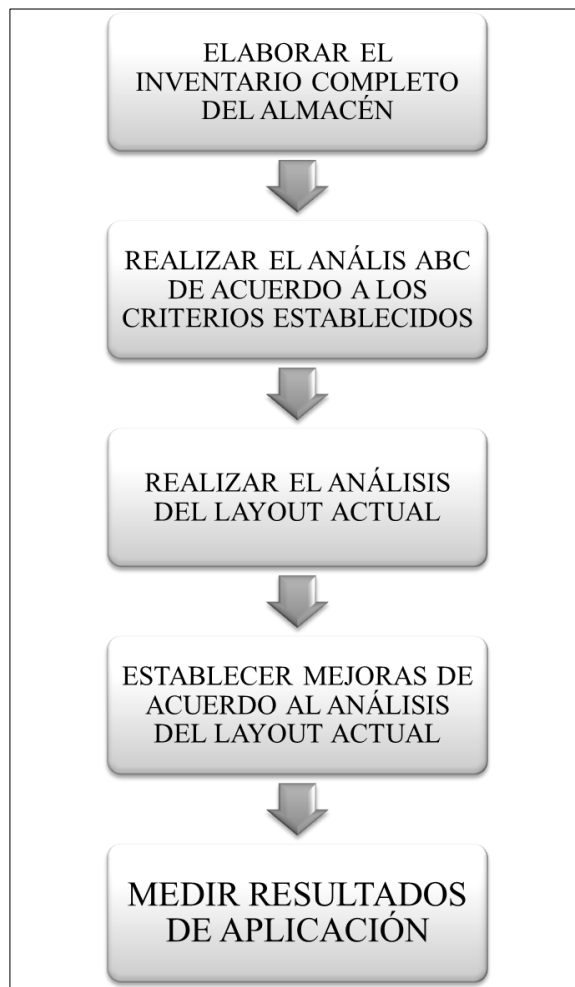 ELABORAR EL
INVENTARIO COMPLETO
DEL ALMACÉN
REALIZAR EL ANÁLIS ABC
DE ACUERDO A LOS
CRITERIOS ESTABLECIDOS
REALIZAR EL ANÁLISIS
DEL LAYOUT ACTUAL
ESTABLECER MEJORAS DE
ACUERDO AL ANÁLISIS
DEL LAYOUT ACTUAL
MEDIR RESULTADOS
DE APLICACIÓN